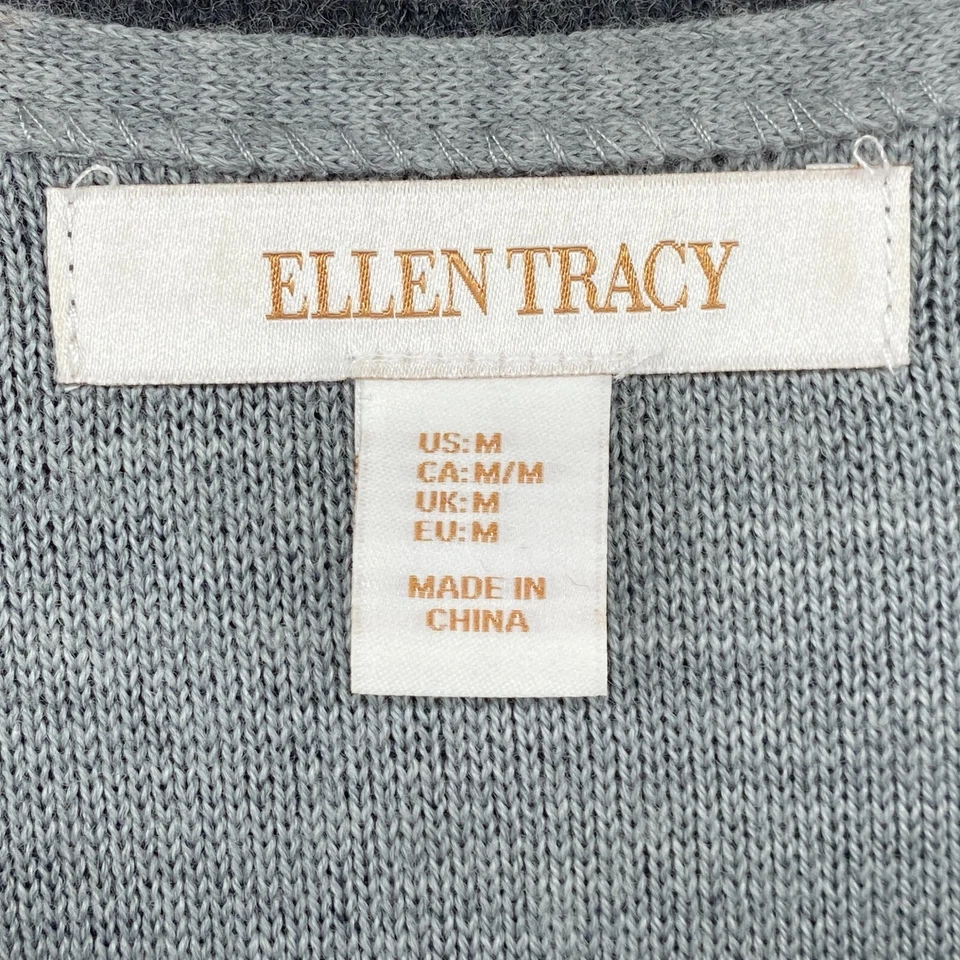 ELLEN TRACY
US: M
CA: M/M
UK: M
EU: M
MADE IN
CHINA